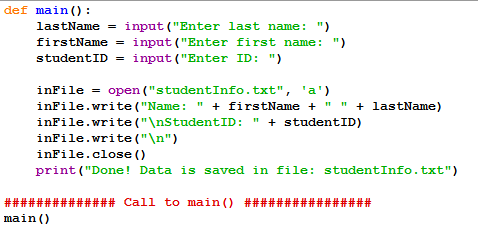 def main():
    lastName = input("Enter last name: ")
    firstName = input("Enter first name: ")
    studentID = input("Enter ID: ")

    inFile = open("studentInfo.txt", 'a')
    inFile.write("Name: " + firstName + " " + lastName)
    inFile.write("\nStudentID: " + studentID)
    inFile.write("\n")
    inFile.close()
    print("Done! Data is saved in file: studentInfo.txt")

############## Call to main() ################
main()